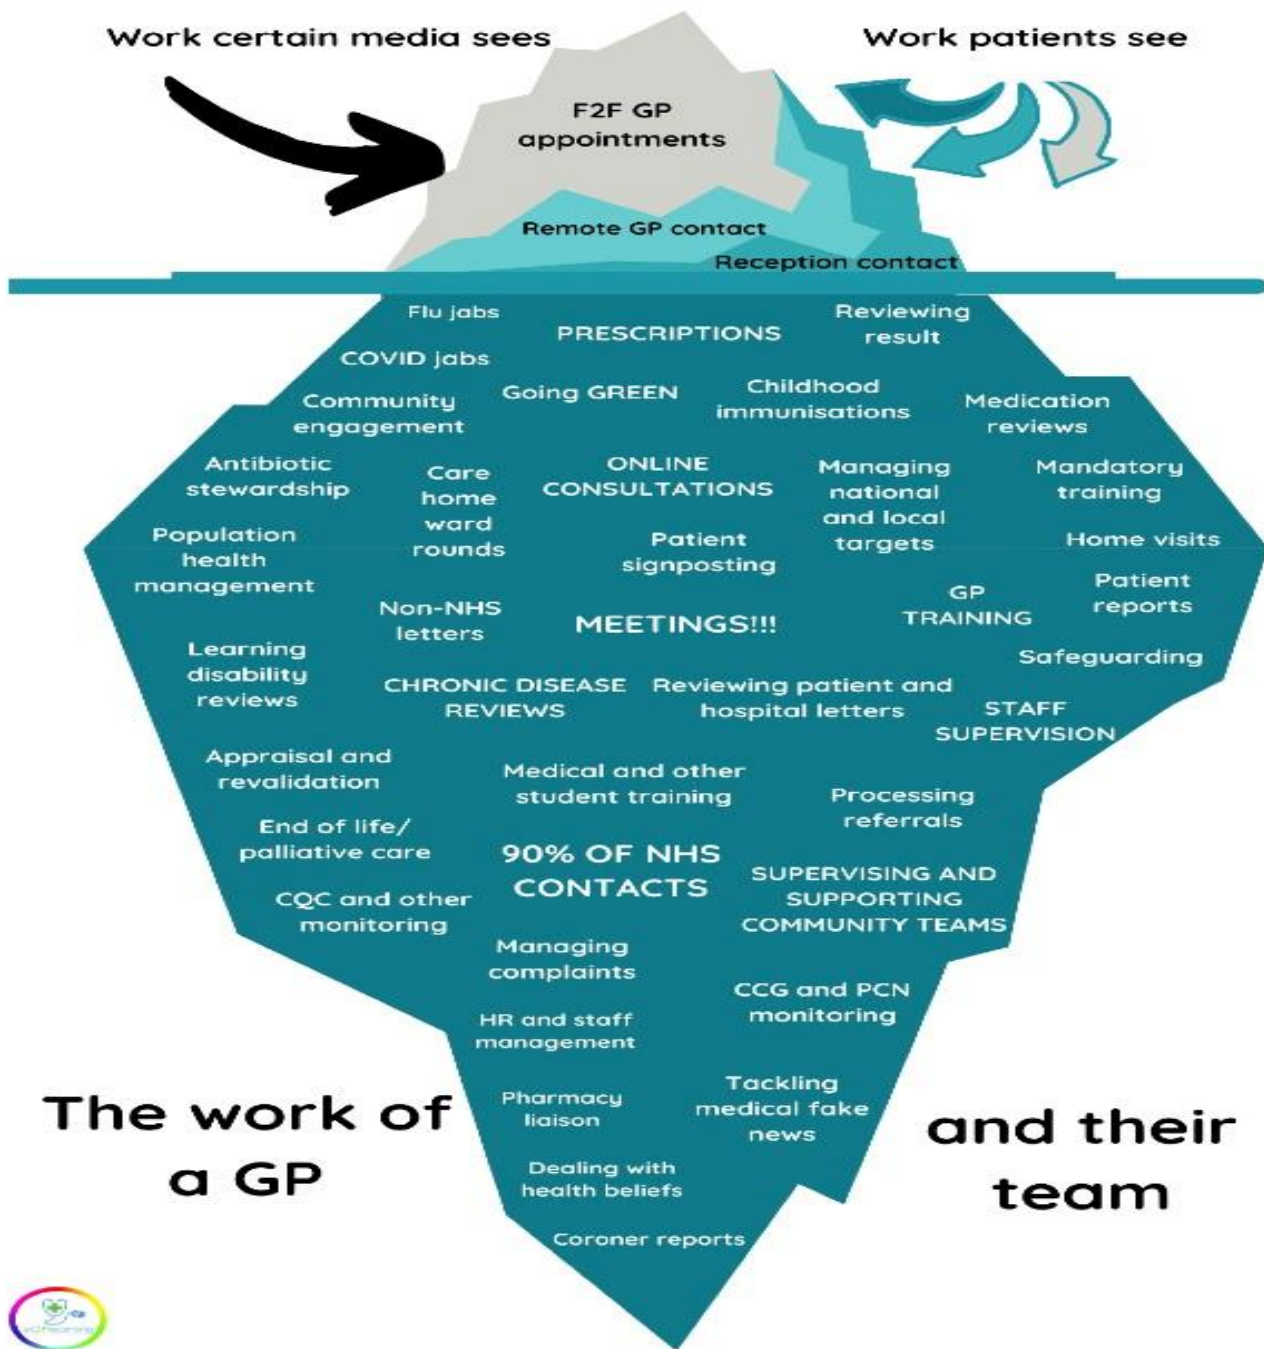 Work certain media sees
Work patients see
F2F GP
appointments
Remote GP contact
Reception contact
Flu jabs
PRESCRIPTIONS
Reviewing
result
COVID jabs
Going GREEN
Childhood
immunisations
Community
engagement
Medication
reviews
Antibiotic
stewardship
Care
home
ward
rounds
ONLINE
CONSULTATIONS
Managing
national
and local
targets
Mandatory
training
Population
health
management
Patient
signposting
Home visits
Non-NHS
letters
MEETINGS!!!
GP
TRAINING
Patient
reports
Learning
disability
reviews
CHRONIC DISEASE
REVIEWS
Reviewing patient and
hospital letters
Safeguarding
STAFF
SUPERVISION
Appraisal and
revalidation
Medical and other
student training
Processing
referrals
End of life/
palliative care
90% OF NHS
CONTACTS
SUPERVISING AND
SUPPORTING
COMMUNITY TEAMS
CQC and other
monitoring
Managing
complaints
CCG and PCN
monitoring
HR and staff
management
Pharmacy
liaison
Tackling
medical fake
news
Dealing with
health beliefs
Coroner reports
The work of
a GP
and their
team